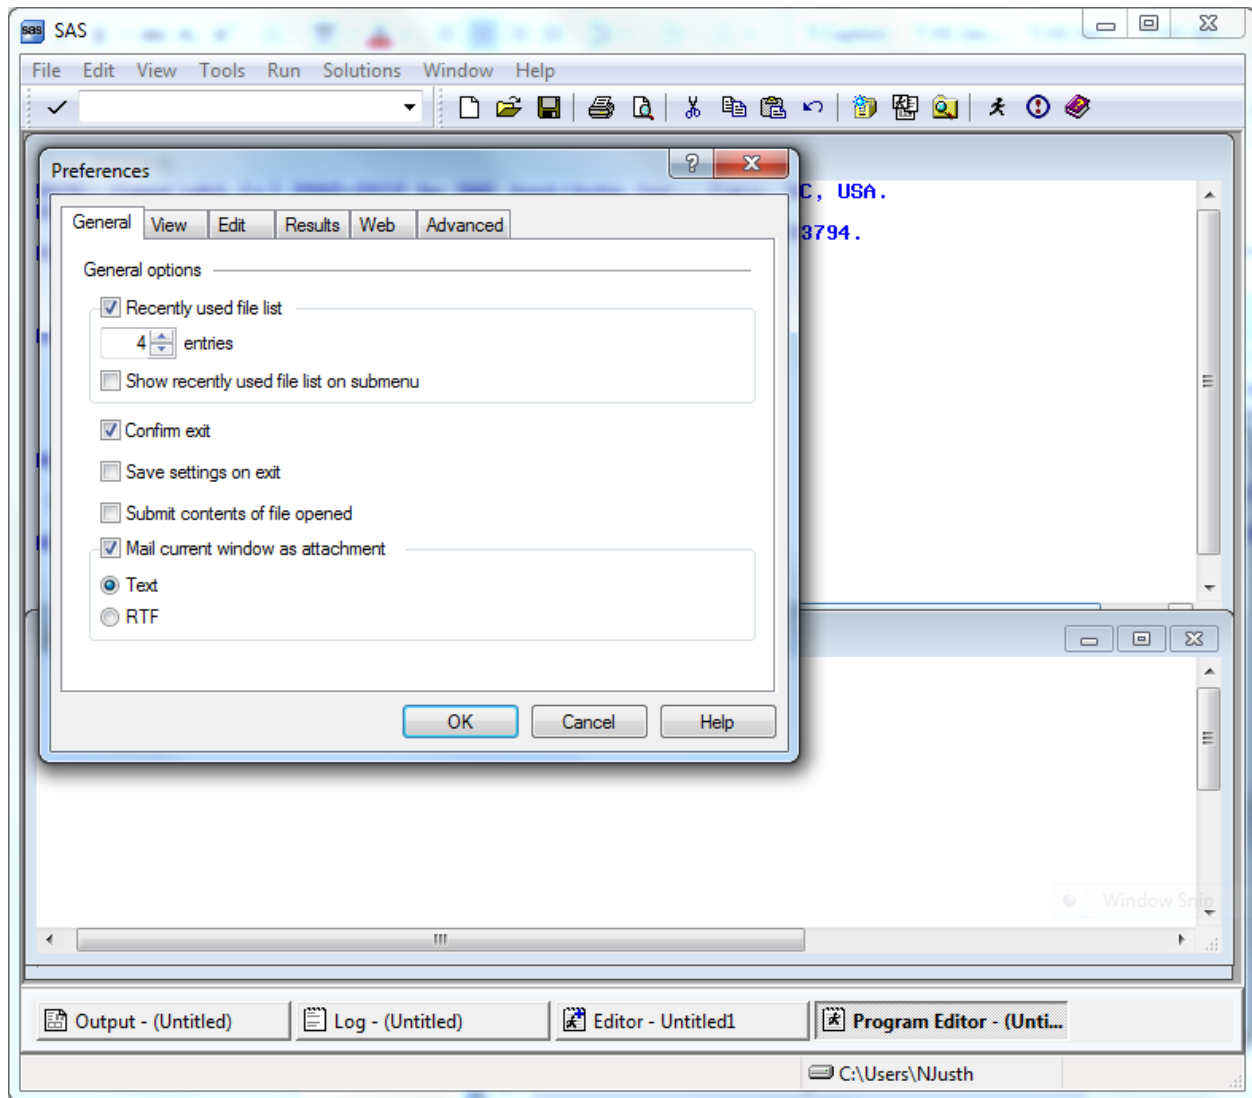 SAS
File Edit View Tools Run Solutions Window Help
Preferences
C, USA.
General View Edit Results Web Advanced
3794.
General options
Recently used file list
4 entries
Show recently used file list on submenu
Confirm exit
Save settings on exit
Submit contents of file opened
Mail current window as attachment
Text
RTF
OK Cancel Help
Window Snip
Output - (Untitled) Log - (Untitled) Editor - Untitled1 Program Editor - (Unti...
C:\Users\NJusth